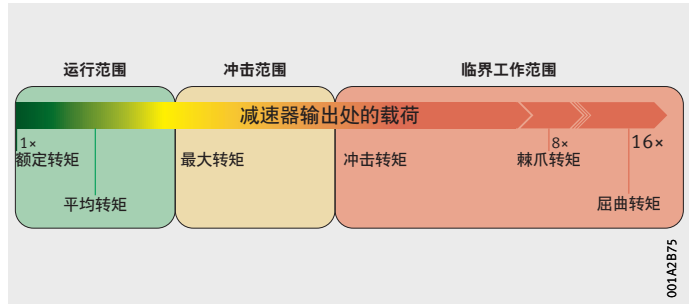 运行范围
冲击范围
临界工作范围
减速器输出处的载荷
1×
8×
16×
额定转矩
最大转矩
冲击转矩
棘爪转矩
平均转矩
屈曲转矩
001A2B75